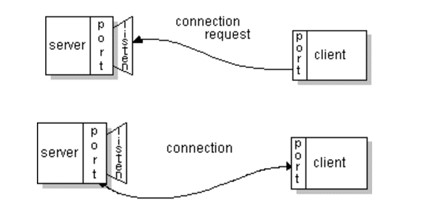 connection
request
server
port
listen
port
client
server
port
listen
connection
port
client